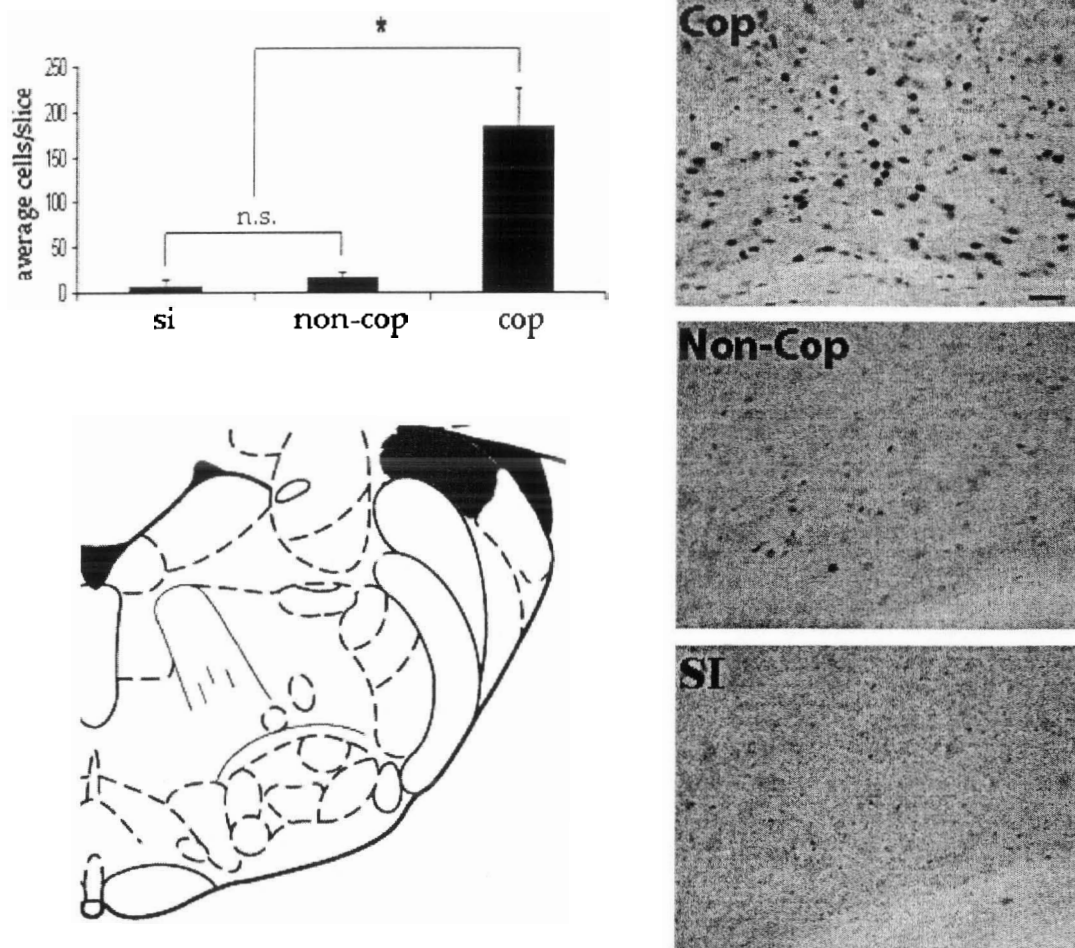 *
250
200
150
100
50
0
average cells/slice
n.s.
si non-cop cop
Cop
Non-Cop
SI